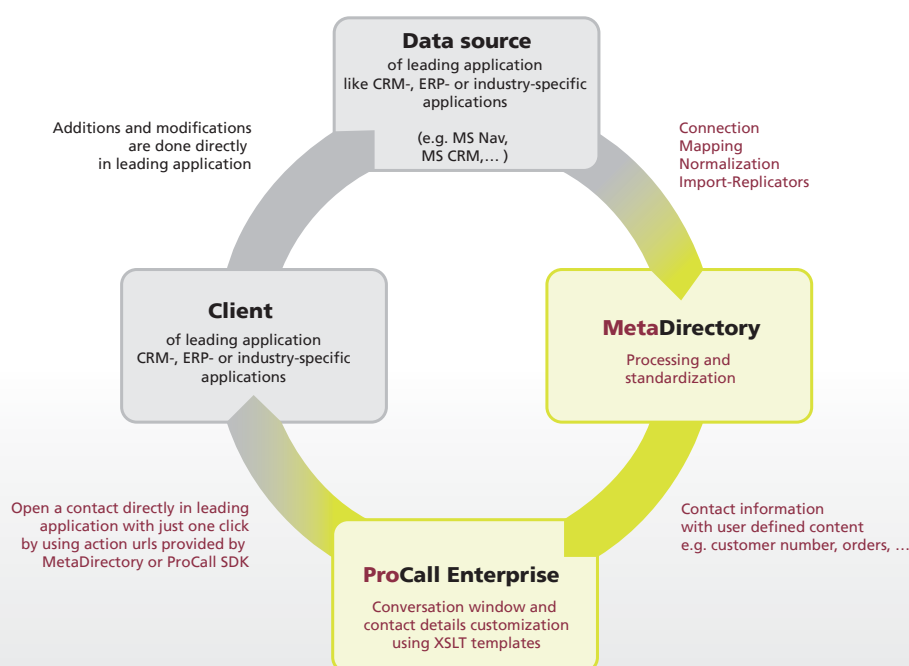 Data source
of leading application
like CRM-, ERP- or industry-specific
applications
(e.g. MS Nav,
MS CRM,… )
Additions and modifications
are done directly
in leading application
Connection
Mapping
Normalization
Import-Replicators
Client
of leading application
CRM-, ERP- or industry-specific
applications
MetaDirectory
Processing and
standardization
Open a contact directly in leading
application with just one click
by using action urls provided by
MetaDirectory or ProCall SDK
Contact information
with user defined content
e.g. customer number, orders, …
ProCall Enterprise
Conversation window and
contact details customization
using XSLT templates